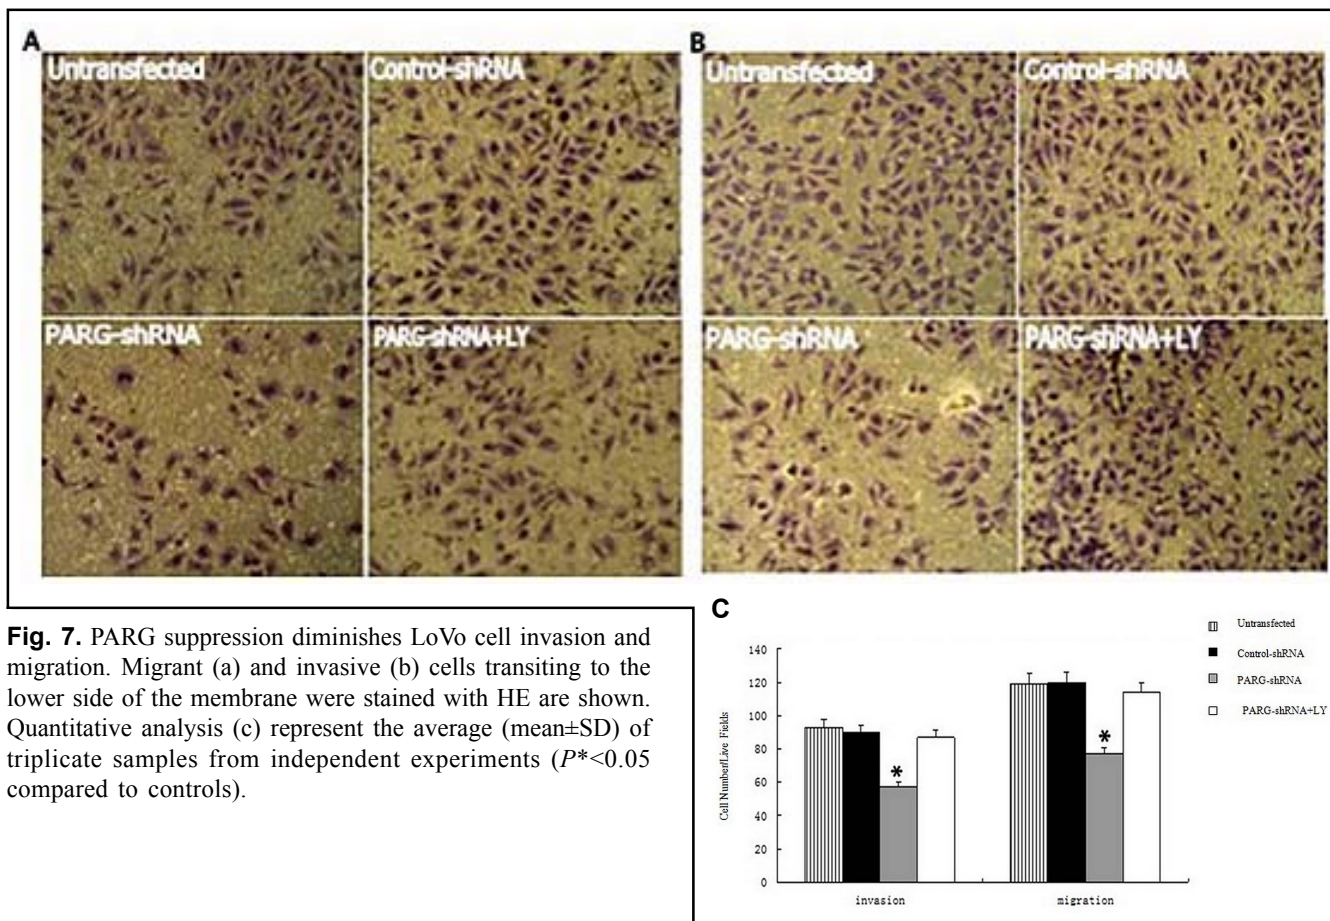 A
B
Untransfected
Control-shRNA
Untransfected
Control-shRNA
PARG-shRNA
PARG-shRNA+LY
PARG-shRNA
PARG-shRNA+LY
Fig. 7. PARG suppression diminishes LoVo cell invasion and
migration. Migrant (a) and invasive (b) cells transiting to the
lower side of the membrane were stained with HE are shown.
Quantitative analysis (c) represent the average (mean±SD) of
triplicate samples from independent experiments (P*<0.05
compared to controls).
C
Untransfected
Control-shRNA
PARG-shRNA
PARG-shRNA+LY
Cell Number/Live Fields
140
120
100
80
60
40
20
0
*
*
invasion
migration